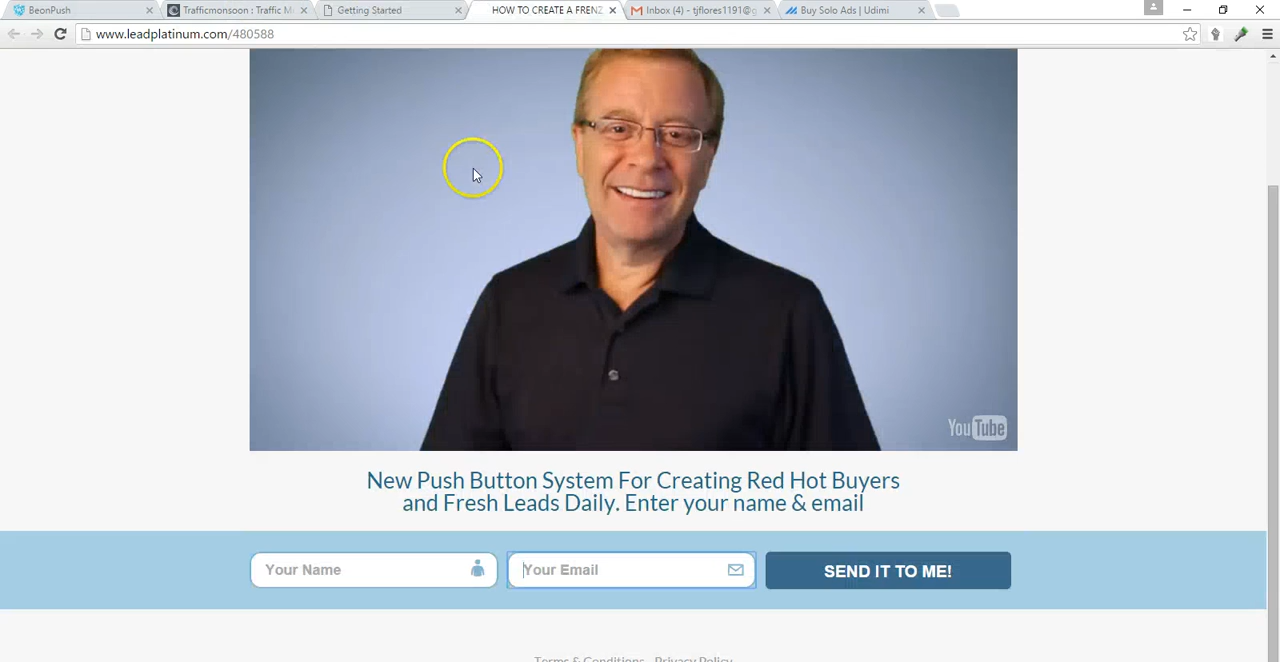 BeonPush
Trafficmonsoon : Traffic M
Getting Started
HOW TO CREATE A FRENZ
Inbox (4) - tjflores1191@g
Buy Solo Ads | Udimi
www.leadplatinum.com/480588
YouTube
New Push Button System For Creating Red Hot Buyers
and Fresh Leads Daily. Enter your name & email
Your Name
Your Email
SEND IT TO ME!
Terms & Conditions - Privacy Policy